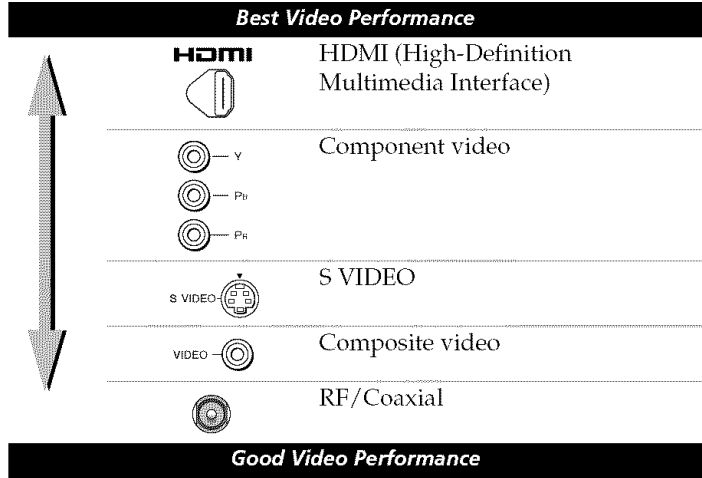 Best Video Performance
HDMI
HDMI (High-Definition
Multimedia Interface)
Component video
Y
PB
PR
S VIDEO
S VIDEO
VIDEO
Composite video
RF/Coaxial
Good Video Performance